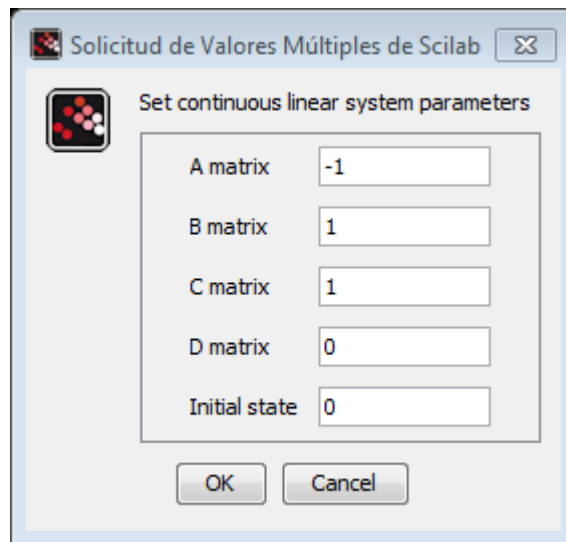 Solicitud de Valores Múltiples de Scilab
Set continuous linear system parameters
A matrix -1
B matrix 1
C matrix 1
D matrix 0
Initial state 0
OK Cancel